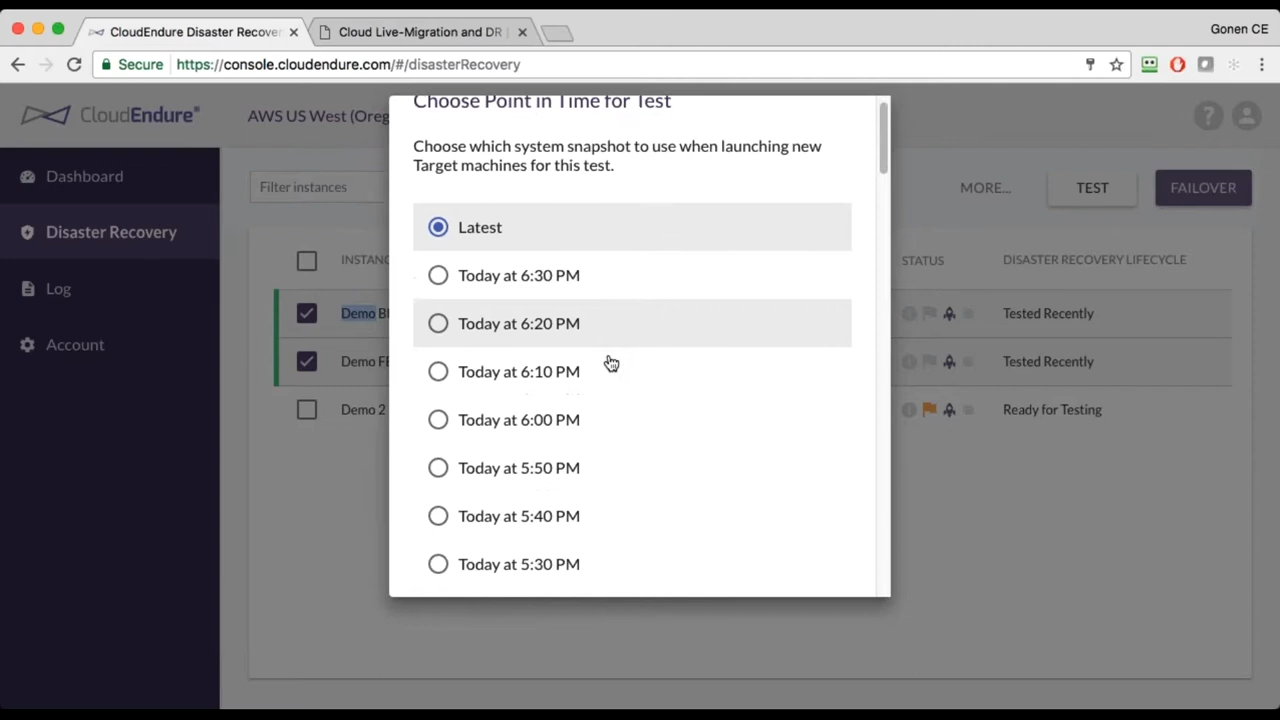 CloudEndure Disaster Recover
Cloud Live-Migration and DR
Gonen CE
Secure
https://console.cloudendure.com/#/disasterRecovery
CloudEndure®
AWS US West (Oreg
?
Dashboard
Disaster Recovery
Log
Account
Filter instances
MORE...
TEST
FAILOVER
INSTANC
STATUS
DISASTER RECOVERY LIFECYCLE
Demo B
Tested Recently
Demo F
Tested Recently
Demo 2
Ready for Testing
Choose Point in Time for Test
Choose which system snapshot to use when launching new
Target machines for this test.
Latest
Today at 6:30 PM
Today at 6:20 PM
Today at 6:10 PM
Today at 6:00 PM
Today at 5:50 PM
Today at 5:40 PM
Today at 5:30 PM